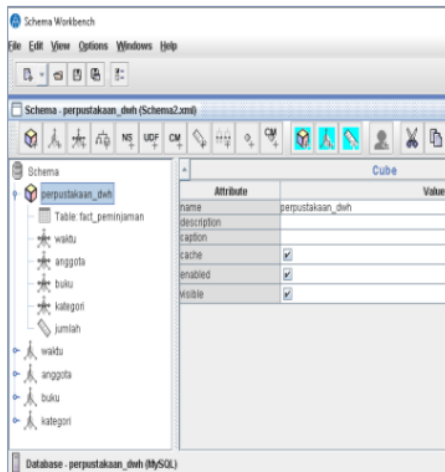 Schema Workbench
File Edit View Options Windows Help
Schema - perpustakaan_dwh (Schema2.xml)
NS UDF CM CM
Schema
perpustakaan_dwh
Table: fact_peminjaman
waktu
anggota
buku
kategori
jumlah
waktu
anggota
buku
kategori
Cube
Attribute Value
name perpustakaan_dwh
description
caption
cache
enabled
visible
Database - perpustakaan_dwh (MySQL)